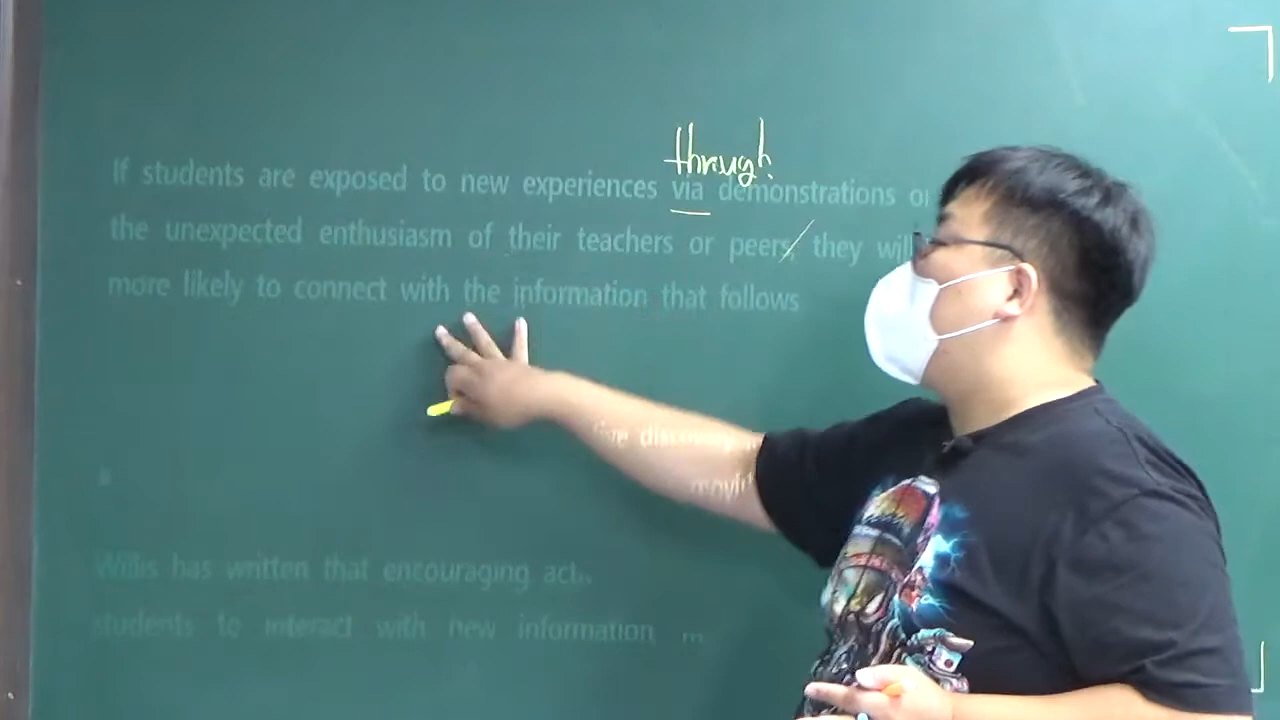 through
If students are exposed to new experiences via demonstrations
the unexpected enthusiasm of their teachers or peers, they will
more likely to connect with the information that follows
discovery
Willis has written that encouraging
students to interact with new information